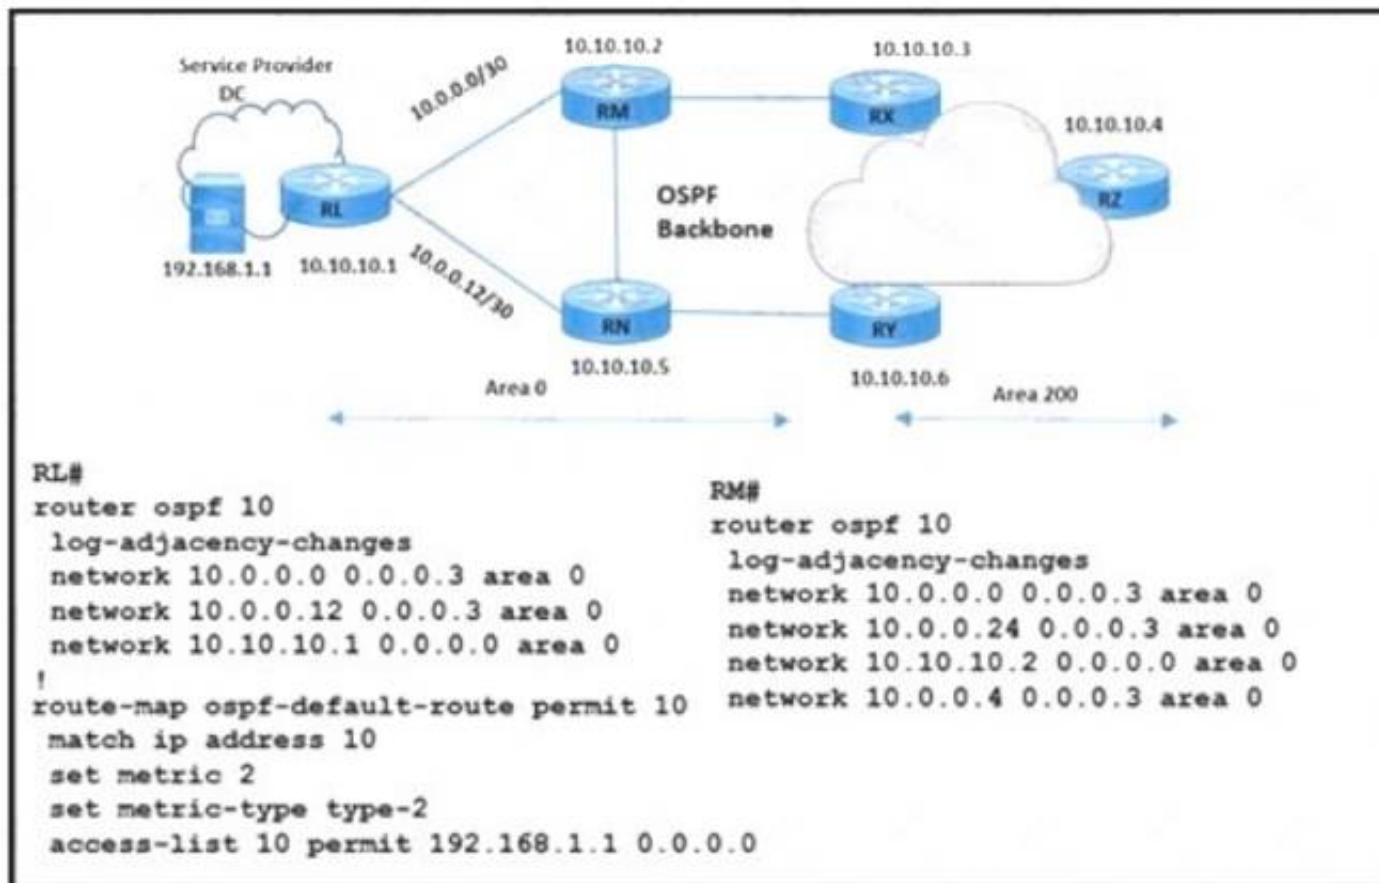 Service Provider
DC
10.0.0.0/30
10.10.10.2
RM
10.10.10.3
RX
10.10.10.4
RZ
RL
192.168.1.1
10.10.10.1
10.0.0.12/30
OSPF
Backbone
RN
10.10.10.5
RY
10.10.10.6
Area 0
Area 200
RL#
router ospf 10
log-adjacency-changes
network 10.0.0.0 0.0.0.3 area 0
network 10.0.0.12 0.0.0.3 area 0
network 10.10.10.1 0.0.0.0 area 0
!
route-map ospf-default-route permit 10
match ip address 10
set metric 2
set metric-type type-2
access-list 10 permit 192.168.1.1 0.0.0.0
RM#
router ospf 10
log-adjacency-changes
network 10.0.0.0 0.0.0.3 area 0
network 10.0.0.24 0.0.0.3 area 0
network 10.10.10.2 0.0.0.0 area 0
network 10.0.0.4 0.0.0.3 area 0